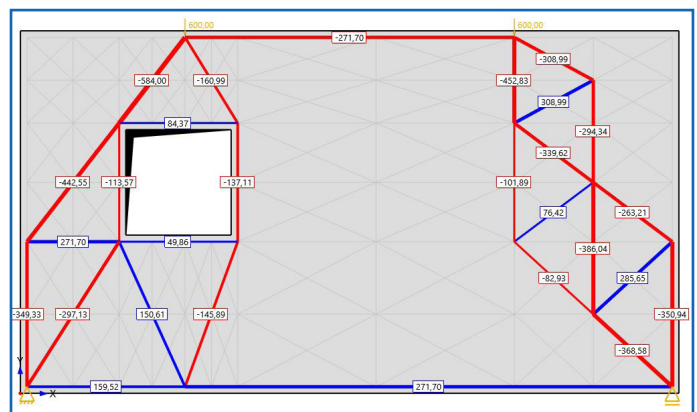 600,00 600,00
-271,70
-308,99
-584,00 -160,99 -452,83
308,99
84,37
-294,34
-339,62
-442,55 -113,57 -137,11 -101,89
76,42 -263,21
271,70 49,86
-386,04
-82,93 285,65
-349,33 -297,13 150,61 -145,89 -350,94
-368,58
Y
159,52 271,70
X